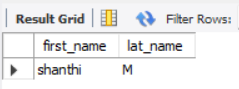 Result Grid Filter Rows:
first_name lat_name
shanthi M